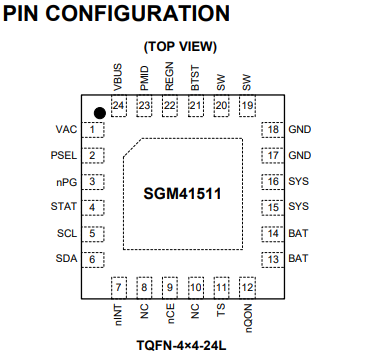 PIN CONFIGURATION
(TOP VIEW)
VBUS PMID REGN BTST SW SW
24 23 22 21 20 19
VAC 1 18 GND
PSEL 2 17 GND
nPG 3 16 SYS
SGM41511
STAT 4 15 SYS
SCL 5 14 BAT
SDA 6 13 BAT
7 8 9 10 11 12
nINT NC nCE NC TS nQON
TQFN-4×4-24L